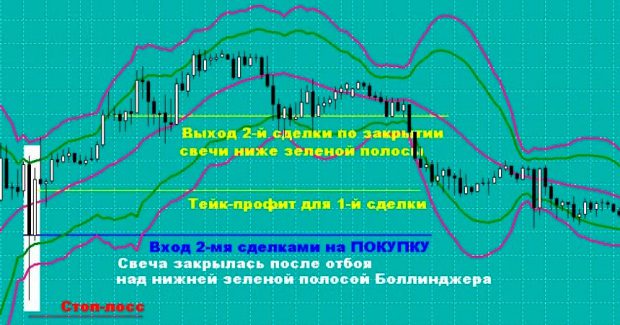 Выход 2-й сделки по закрытии
свечи ниже зеленой полосы
Тейк-профит для 1-й сделки
Вход 2-мя сделками на ПОКУПКУ
Свеча закрылась после отбоя
над нижней зеленой полосой Боллинджера
Стоп-лосс